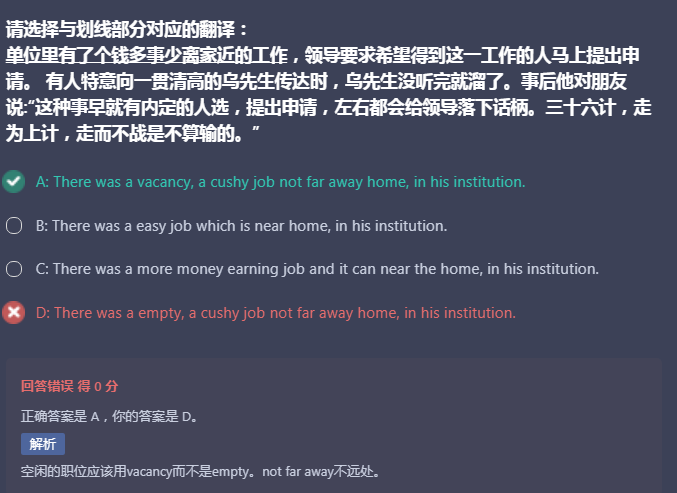 请选择与划线部分对应的翻译：
单位里有了个钱多事少离家近的工作，领导要求希望得到这一工作的人马上提出申
请。 有人特意向一贯清高的乌先生传达时，乌先生没听完就溜了。事后他对朋友
说:“这种事早就有内定的人选，提出申请，左右都会给领导落下话柄。三十六计，走
为上计，走而不战是不算输的。”
A: There was a vacancy, a cushy job not far away home, in his institution.
B: There was a easy job which is near home, in his institution.
C: There was a more money earning job and it can near the home, in his institution.
D: There was a empty, a cushy job not far away home, in his institution.
回答错误 得 0 分
正确答案是 A，你的答案是 D。
解析
空闲的职位应该用vacancy而不是empty。not far away不远处。